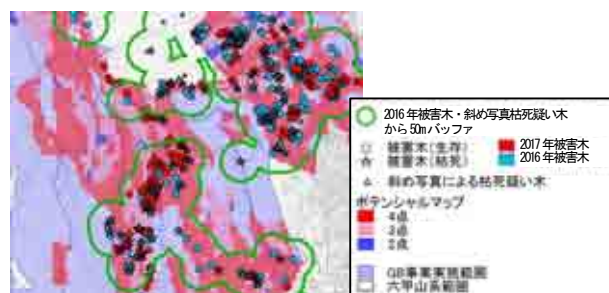 2016年被害木・斜め写真枯死疑い木
から50mバッファ
被害木(生存)
被害木(枯死)
2017年被害木
2016年被害木
斜め写真による枯死疑い木
ポテンシャルマップ
4点
3点
2点
GB事業実施範囲
六甲山系範囲